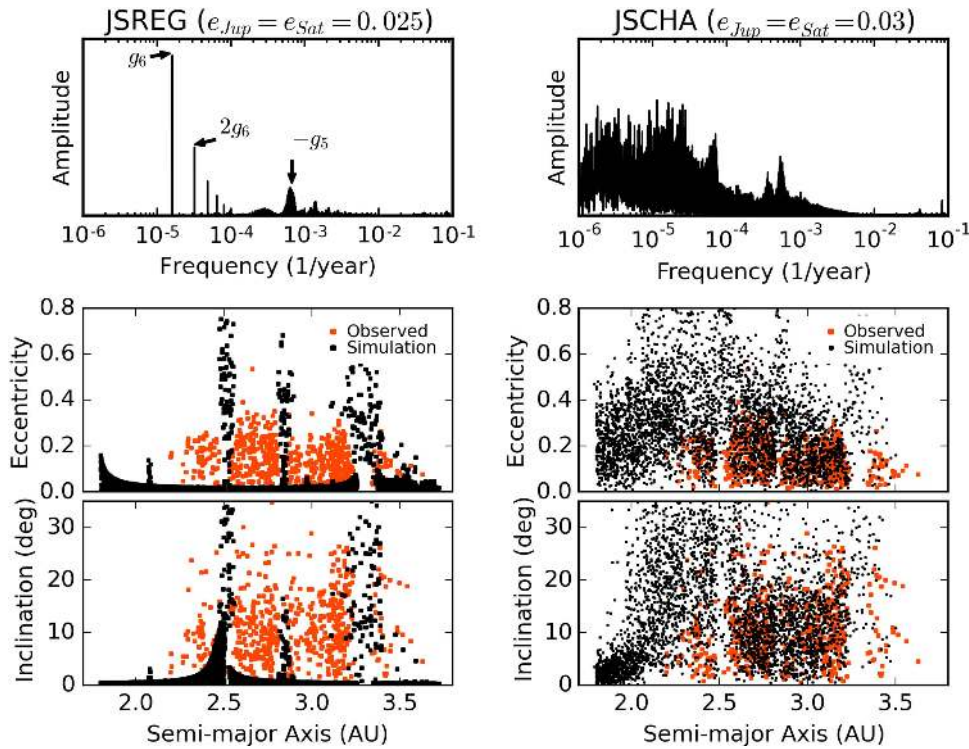 JSREG (e_Jup = e_Sat = 0.025)
g_6
2g_6
-g_5
Amplitude
10^-6 10^-5 10^-4 10^-3 10^-2 10^-1
Frequency (1/year)
JSCHA (e_Jup = e_Sat = 0.03)
Amplitude
10^-6 10^-5 10^-4 10^-3 10^-2 10^-1
Frequency (1/year)
0.8
0.6
0.4
0.2
0.0
Eccentricity
Observed
Simulation
30
20
10
0
Inclination (deg)
2.0 2.5 3.0 3.5
Semi-major Axis (AU)
0.8
0.6
0.4
0.2
0.0
Eccentricity
Observed
Simulation
30
20
10
0
Inclination (deg)
2.0 2.5 3.0 3.5
Semi-major Axis (AU)